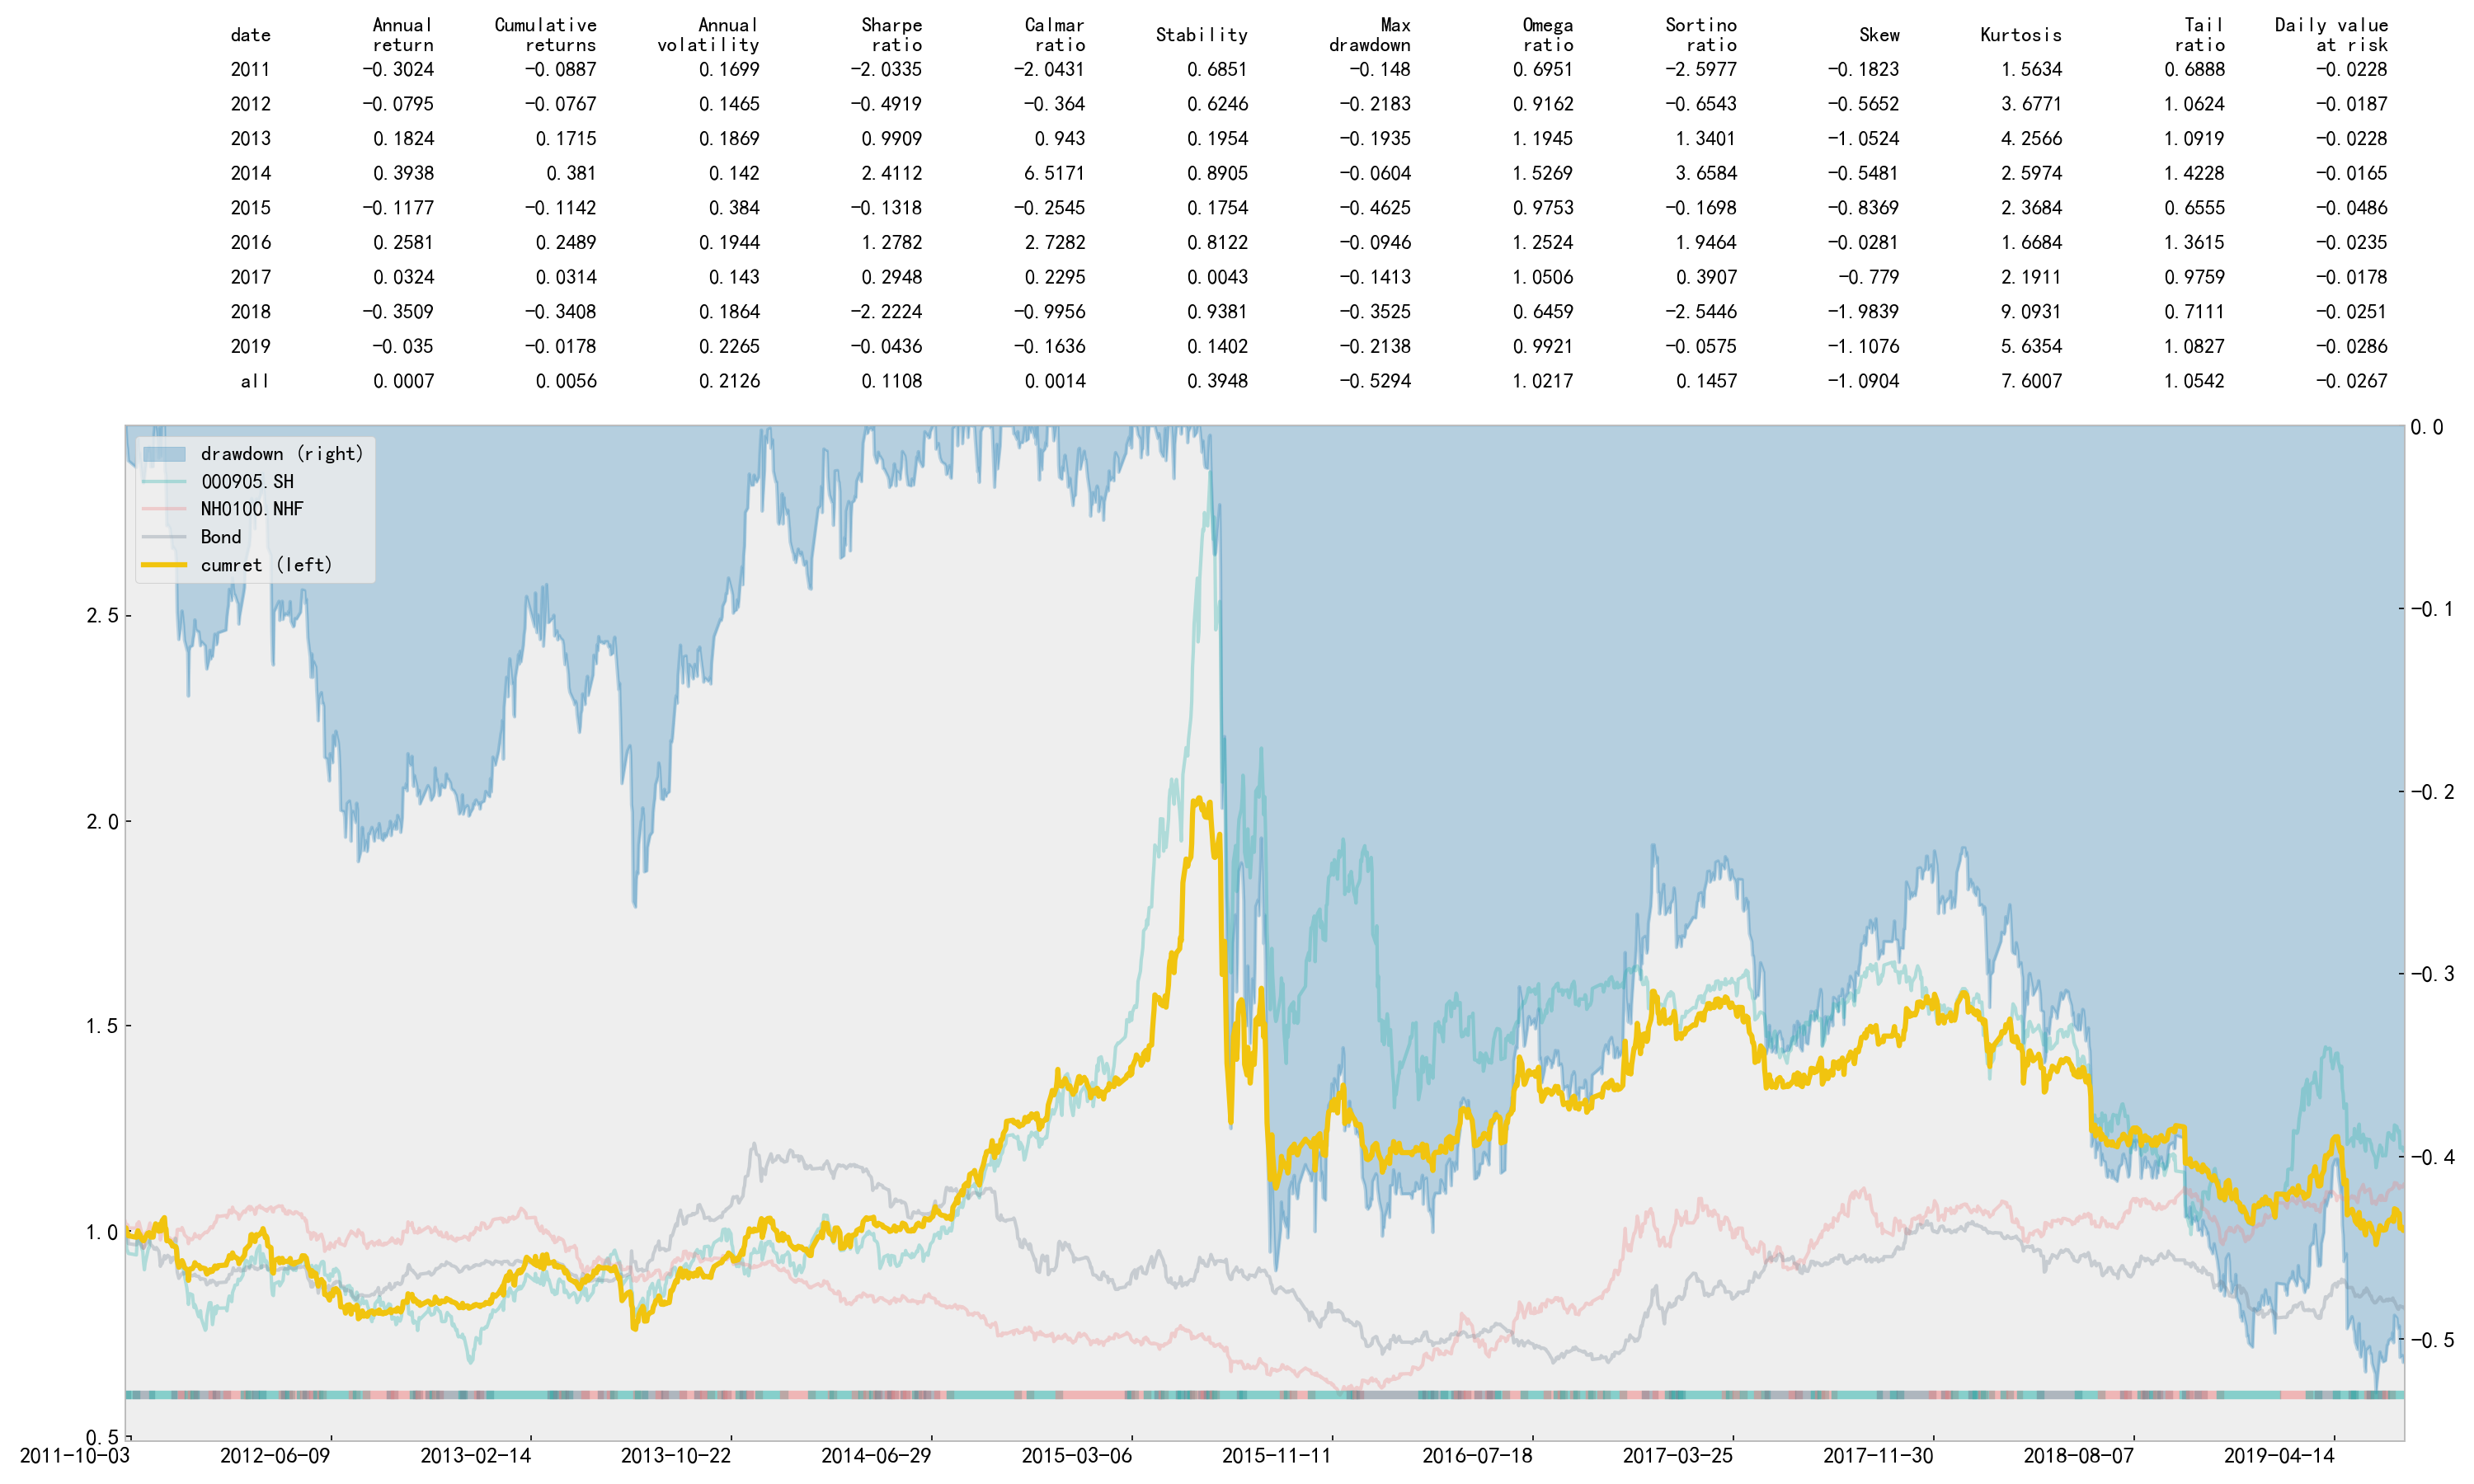 date Annual return Cumulative returns Annual volatility Sharpe ratio Calmar ratio Stability Max drawdown Omega ratio Sortino ratio Skew Kurtosis Tail ratio Daily value at risk
2011 −0.3024 −0.0887 0.1699 −2.0335 −2.0431 0.6851 −0.148 0.6951 −2.5977 −0.1823 1.5634 0.6888 −0.0228
2012 −0.0795 −0.0767 0.1465 −0.4919 −0.364 0.6246 −0.2183 0.9162 −0.6543 −0.5652 3.6771 1.0624 −0.0187
2013 0.1824 0.1715 0.1869 0.9909 0.943 0.1954 −0.1935 1.1945 1.3401 −1.0524 4.2566 1.0919 −0.0228
2014 0.3938 0.381 0.142 2.4112 6.5171 0.8905 −0.0604 1.5269 3.6584 −0.5481 2.5974 1.4228 −0.0165
2015 −0.1177 −0.1142 0.384 −0.1318 −0.2545 0.1754 −0.4625 0.9753 −0.1698 −0.8369 2.3684 0.6555 −0.0486
2016 0.2581 0.2489 0.1944 1.2782 2.7282 0.8122 −0.0946 1.2524 1.9464 −0.0281 1.6684 1.3615 −0.0235
2017 0.0324 0.0314 0.143 0.2948 0.2295 0.0043 −0.1413 1.0506 0.3907 −0.779 2.1911 0.9759 −0.0178
2018 −0.3509 −0.3408 0.1864 −2.2224 −0.9956 0.9381 −0.3525 0.6459 −2.5446 −1.9839 9.0931 0.7111 −0.0251
2019 −0.035 −0.0178 0.2265 −0.0436 −0.1636 0.1402 −0.2138 0.9921 −0.0575 −1.1076 5.6354 1.0827 −0.0286
all 0.0007 0.0056 0.2126 0.1108 0.0014 0.3948 −0.5294 1.0217 0.1457 −1.0904 7.6007 1.0542 −0.0267
drawdown (right)
000905.SH
NH0100.NHF
Bond
cumret (left)
2.5
2.0
1.5
1.0
0.5
0.0
−0.1
−0.2
−0.3
−0.4
−0.5
2011-10-03 2012-06-09 2013-02-14 2013-10-22 2014-06-29 2015-03-06 2015-11-11 2016-07-18 2017-03-25 2017-11-30 2018-08-07 2019-04-14